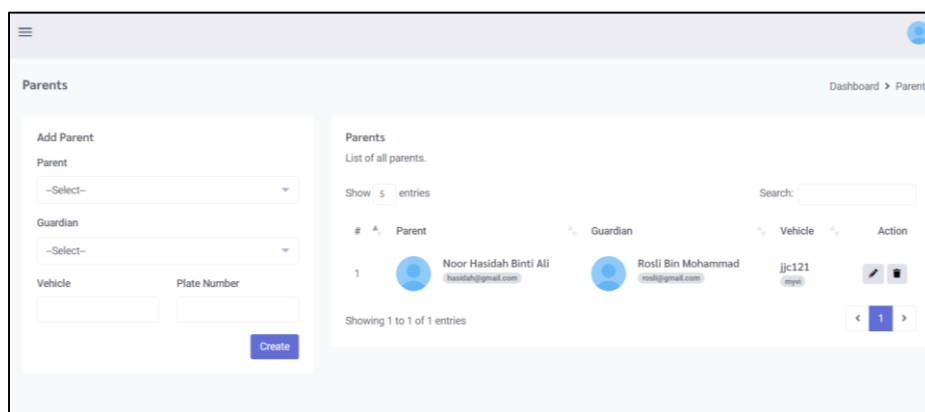 Parents
Dashboard > Parent
Add Parent
Parent
--Select--
Guardian
--Select--
Vehicle Plate Number
Create
Parents
List of all parents.
Show 5 entries Search:
# Parent Guardian Vehicle Action
1 Noor Hasidah Binti Ali Rosli Bin Mohammad jjc121
hasidah@gmail.com rosli@gmail.com myvi
Showing 1 to 1 of 1 entries
< 1 >